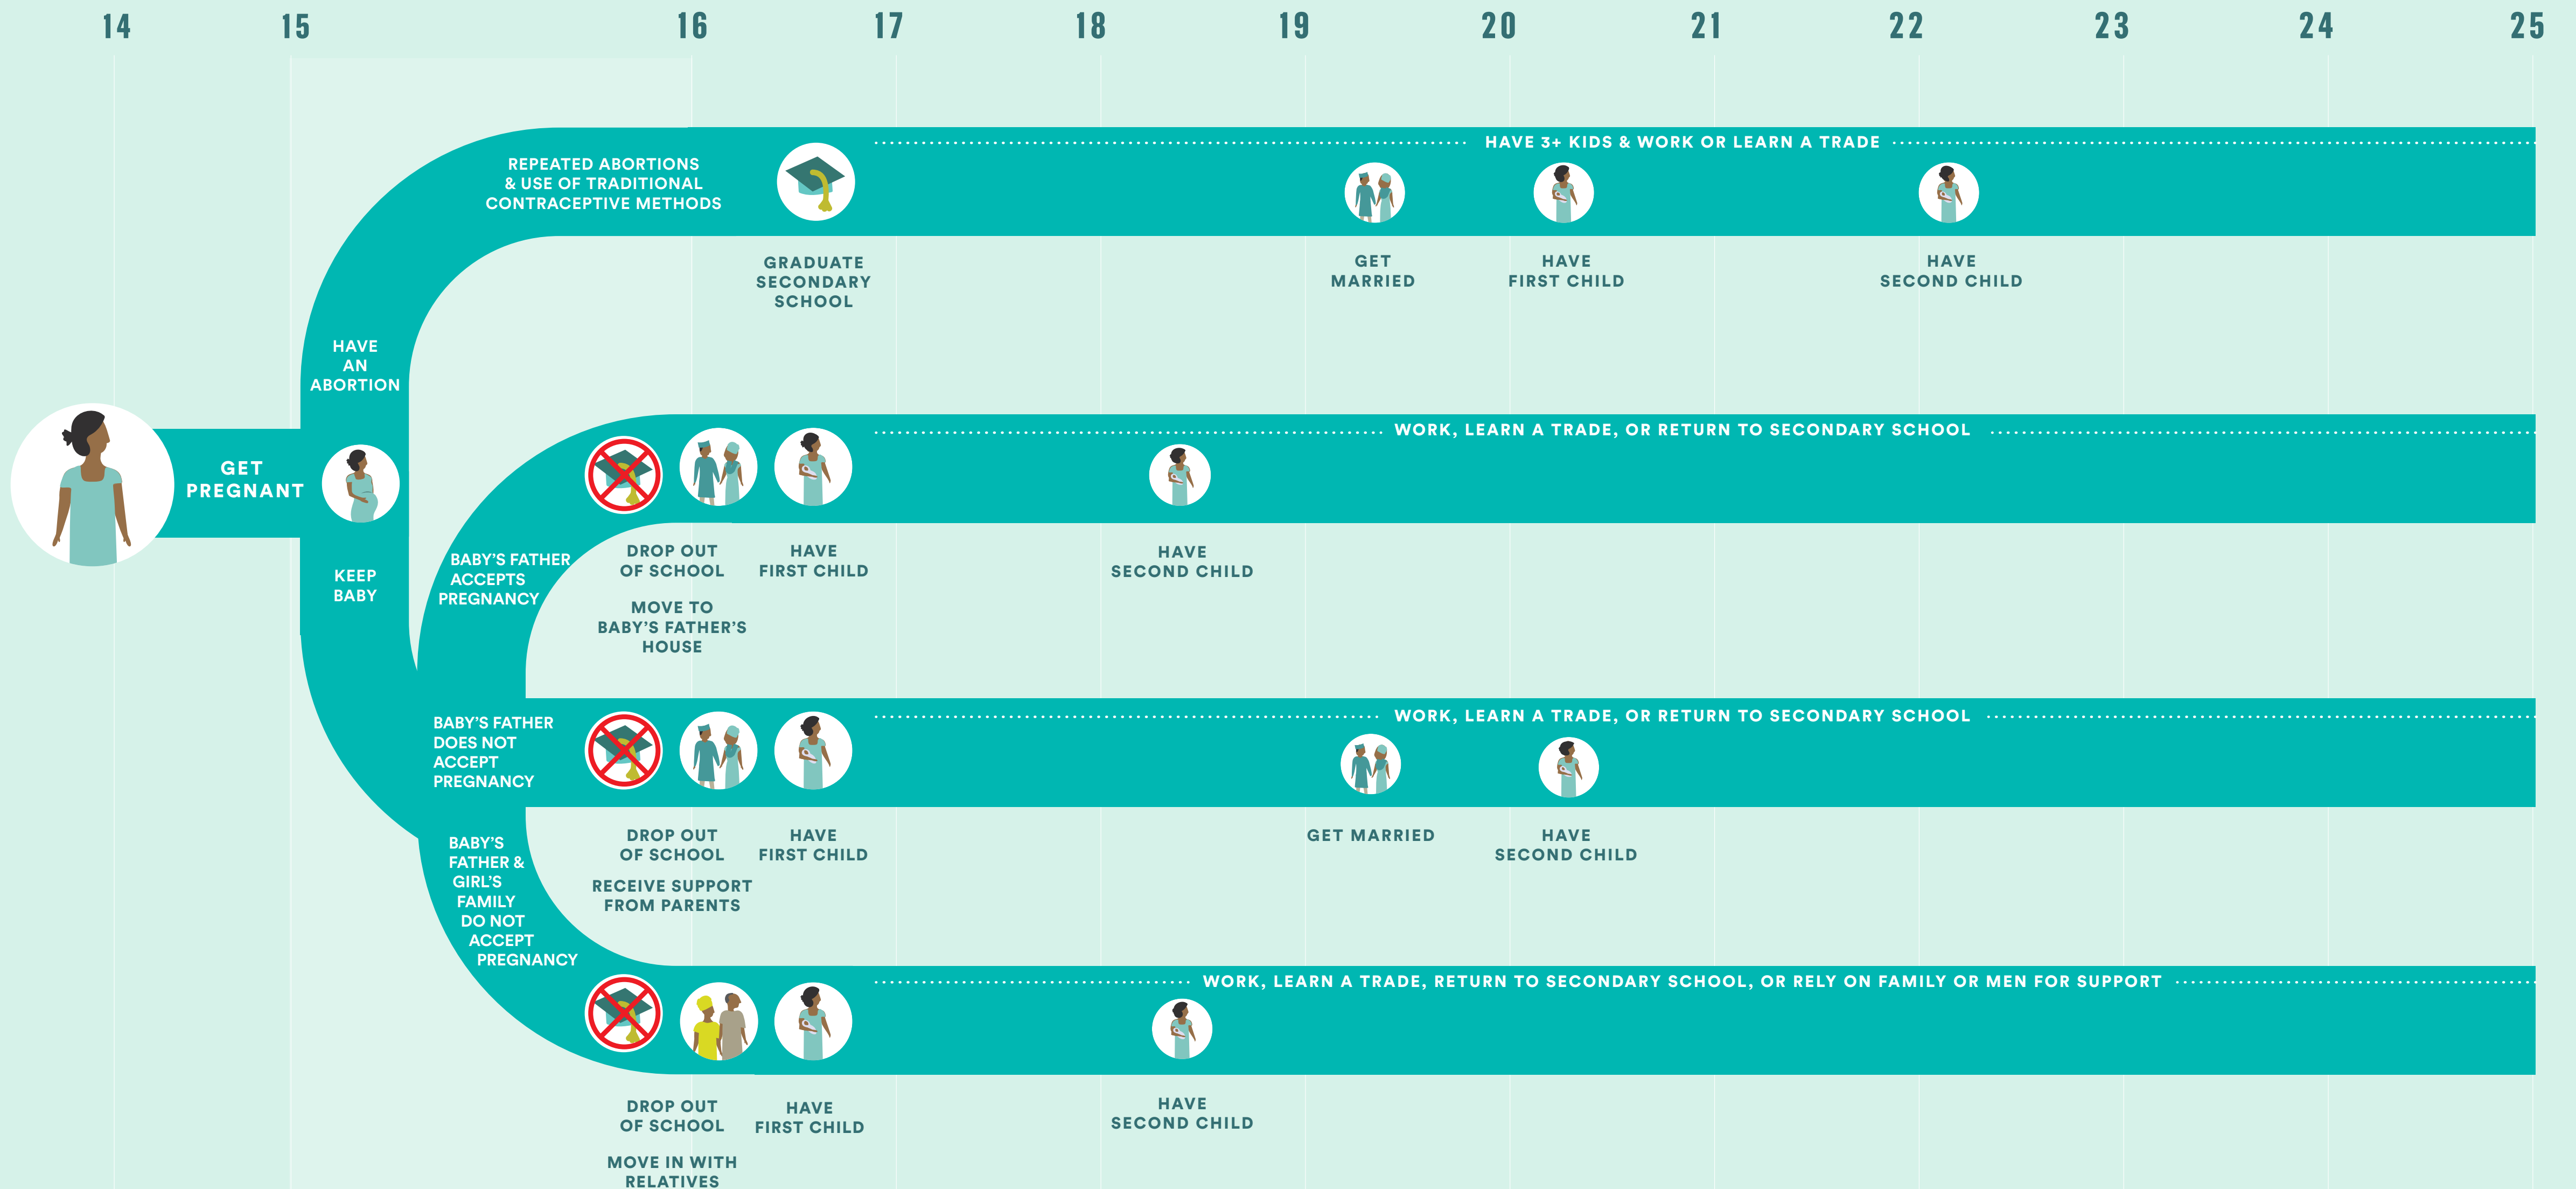 14 15 16 17 18 19 20 21 22 23 24 25
HAVE 3+ KIDS & WORK OR LEARN A TRADE
REPEATED ABORTIONS
& USE OF TRADITIONAL
CONTRACEPTIVE METHODS
GRADUATE
SECONDARY
SCHOOL
GET
MARRIED
HAVE
FIRST CHILD
HAVE
SECOND CHILD
HAVE
AN
ABORTION
GET
PREGNANT
KEEP
BABY
WORK, LEARN A TRADE, OR RETURN TO SECONDARY SCHOOL
BABY'S FATHER
ACCEPTS
PREGNANCY
DROP OUT
OF SCHOOL
MOVE TO
BABY'S FATHER'S
HOUSE
HAVE
FIRST CHILD
HAVE
SECOND CHILD
WORK, LEARN A TRADE, OR RETURN TO SECONDARY SCHOOL
BABY'S FATHER
DOES NOT
ACCEPT
PREGNANCY
DROP OUT
OF SCHOOL
RECEIVE SUPPORT
FROM PARENTS
HAVE
FIRST CHILD
GET MARRIED
HAVE
SECOND CHILD
BABY'S
FATHER &
GIRL'S
FAMILY
DO NOT
ACCEPT
PREGNANCY
WORK, LEARN A TRADE, RETURN TO SECONDARY SCHOOL, OR RELY ON FAMILY OR MEN FOR SUPPORT
DROP OUT
OF SCHOOL
MOVE IN WITH
RELATIVES
HAVE
FIRST CHILD
HAVE
SECOND CHILD